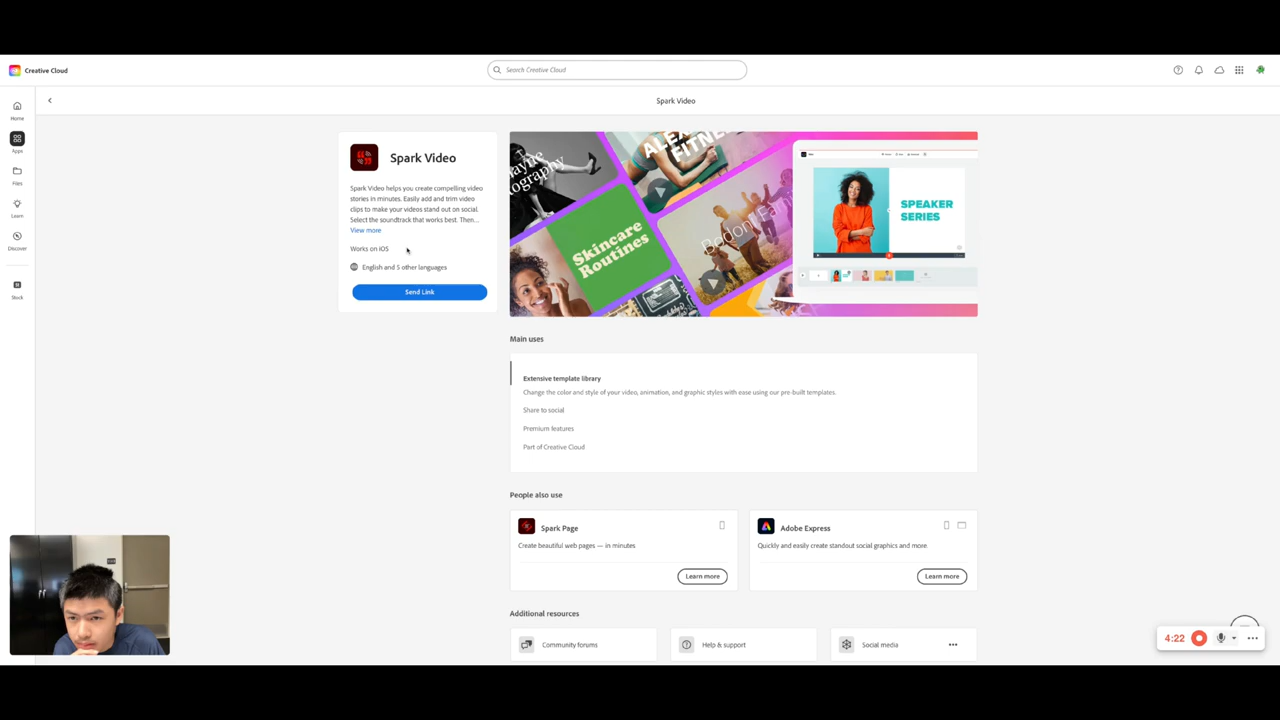 Creative Cloud
Search Creative Cloud
Spark Video
Home
Apps
Files
Learn
Discover
Stock
Spark Video
Spark Video helps you create compelling video
stories in minutes. Easily add and trim video
clips to make your videos stand out on social.
Select the soundtrack that works best. Then...
View more
Works on iOS
English and 5 other languages
Send Link
FITNESS
Skincare
Routines
SPEAKER
SERIES
Main uses
Extensive template library
Change the color and style of your video, animation, and graphic styles with ease using our pre-built templates.
Share to social
Premium features
Part of Creative Cloud
People also use
Spark Page
Create beautiful web pages — in minutes
Learn more
Adobe Express
Quickly and easily create standout social graphics and more.
Learn more
Additional resources
Community forums
Help & support
Social media
4:22